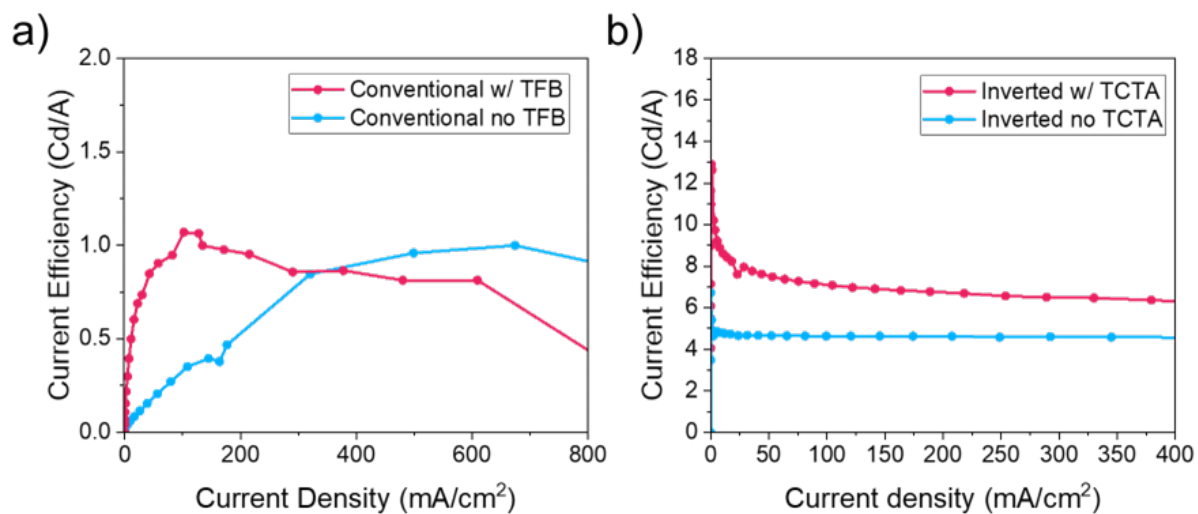 a)
2.0
1.5
1.0
0.5
0.0
Current Efficiency (Cd/A)
Conventional w/ TFB
Conventional no TFB
0
200
400
600
800
Current Density (mA/cm²)
b)
18
16
14
12
10
8
6
4
2
0
Current Efficiency (Cd/A)
Inverted w/ TCTA
Inverted no TCTA
0
50
100
150
200
250
300
350
400
Current density (mA/cm²)